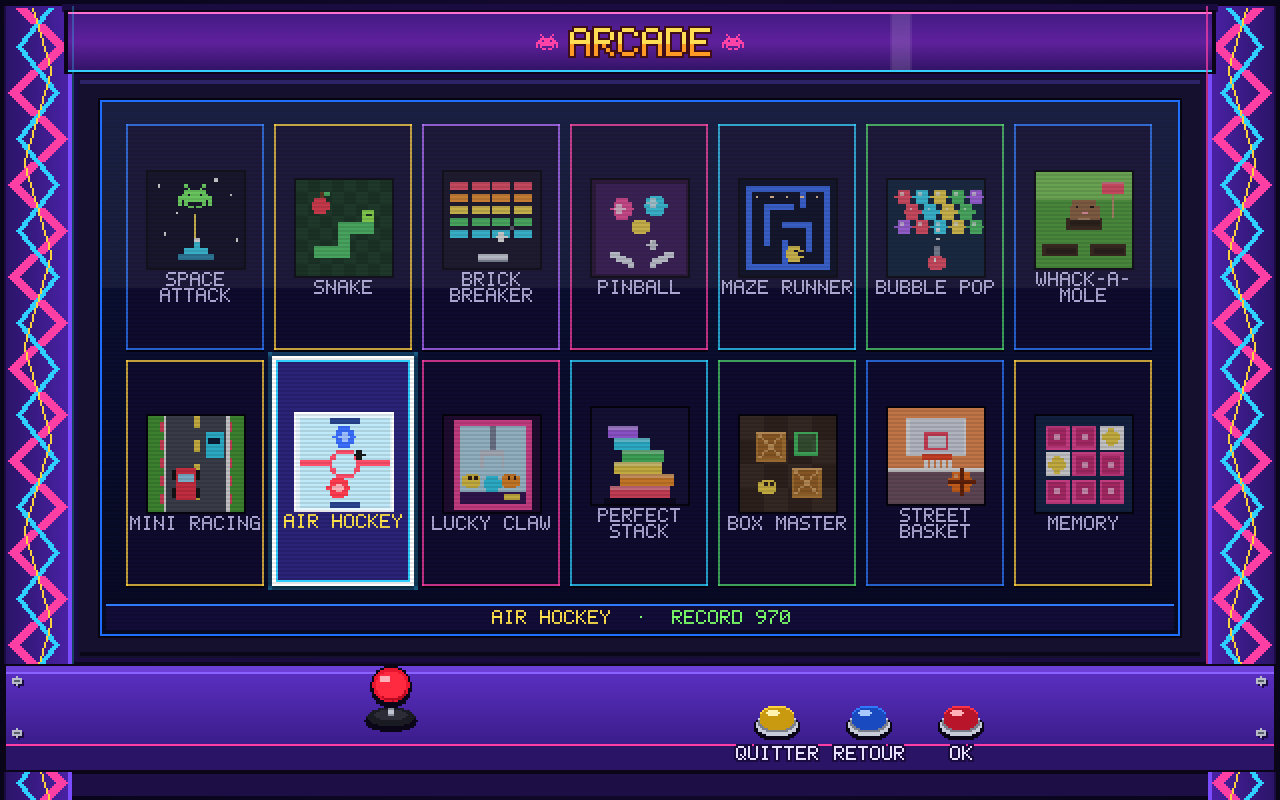 ARCADE
SPACE
ATTACK
SNAKE
BRICK
BREAKER
PINBALL
MAZE RUNNER
BUBBLE POP
WHACK-A-
MOLE
MINI RACING
AIR HOCKEY
LUCKY CLAW
PERFECT
STACK
BOX MASTER
STREET
BASKET
MEMORY
AIR HOCKEY · RECORD 970
QUITTER RETOUR OK